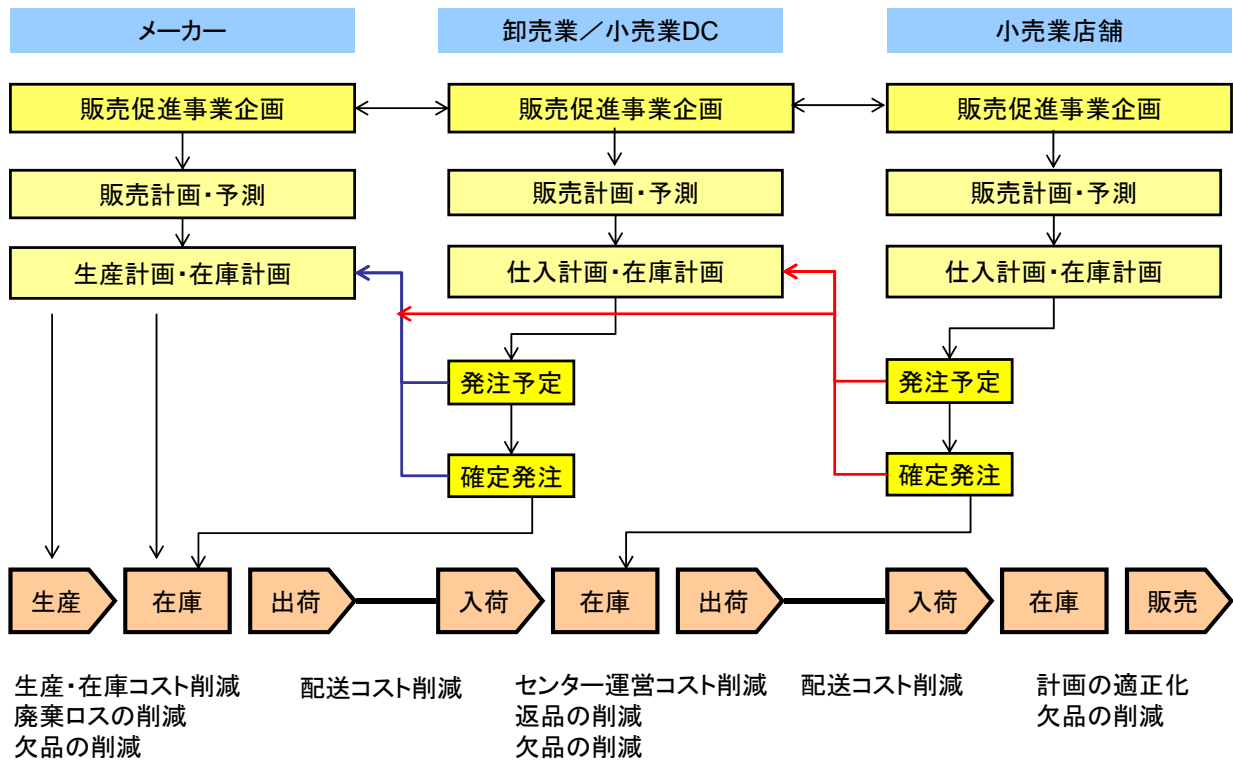 メーカー
卸売業／小売業DC
小売業店舗
販売促進事業企画
販売促進事業企画
販売促進事業企画
販売計画・予測
販売計画・予測
販売計画・予測
生産計画・在庫計画
仕入計画・在庫計画
仕入計画・在庫計画
発注予定
発注予定
確定発注
確定発注
生産
在庫
出荷
入荷
在庫
出荷
入荷
在庫
販売
生産・在庫コスト削減
廃棄ロスの削減
欠品の削減
配送コスト削減
センター運営コスト削減
返品の削減
欠品の削減
配送コスト削減
計画の適正化
欠品の削減